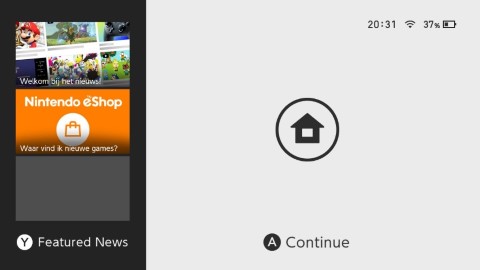 20:31 37%
Welkom bij het nieuws!
Nintendo eShop
Waar vind ik nieuwe games?
Y Featured News
A Continue